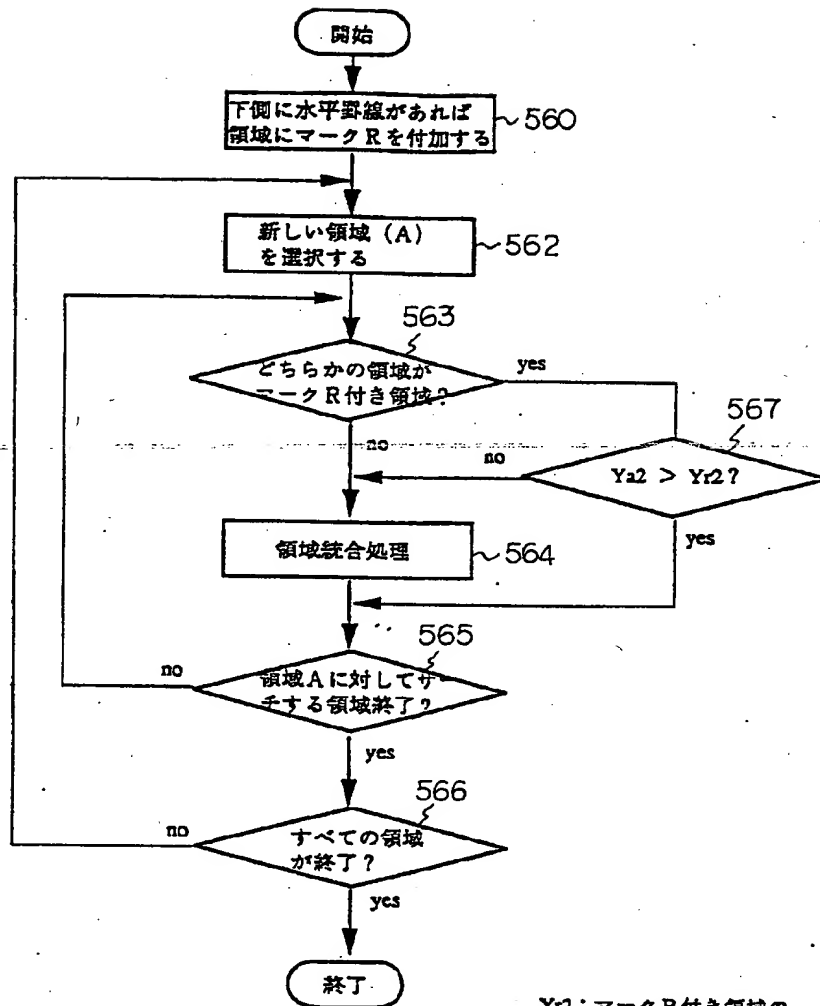 開始
下側に水平罫線があれば
領域にマークRを付加する
560
新しい領域（A）
を選択する
562
563
どちらかの領域が
マークR付き領域？
yes
no
567
no
Ya2 > Yr2？
yes
領域統合処理
564
565
no
領域Aに対してサ
チする領域終了？
yes
566
no
すべての領域
が終了？
yes
終了
Yr2：マークR付き領域の